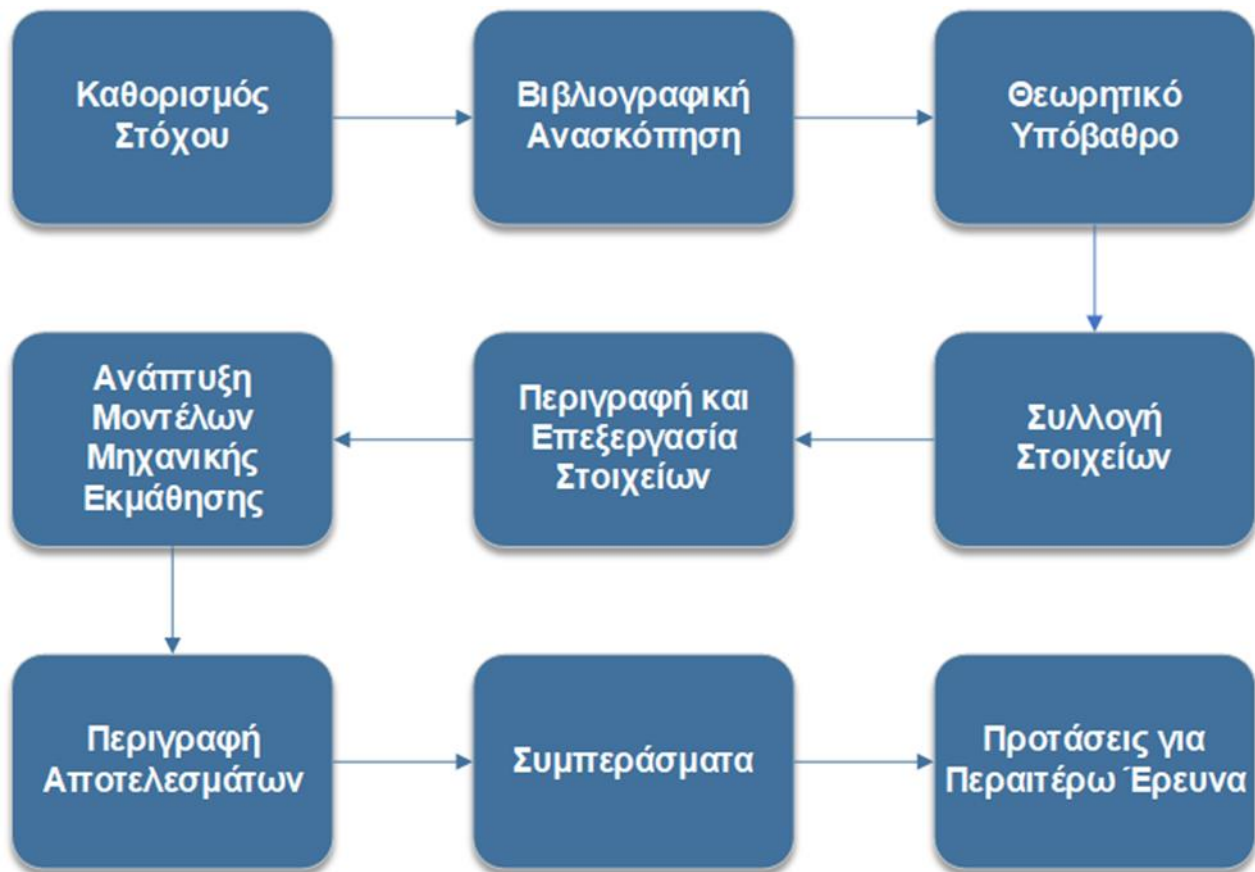 Καθορισμός
Στόχου
Βιβλιογραφική
Ανασκόπηση
Θεωρητικό
Υπόβαθρο
Συλλογή
Στοιχείων
Περιγραφή και
Επεξεργασία
Στοιχείων
Ανάπτυξη
Μοντέλων
Μηχανικής
Εκμάθησης
Περιγραφή
Αποτελεσμάτων
Συμπεράσματα
Προτάσεις για
Περαιτέρω Έρευνα